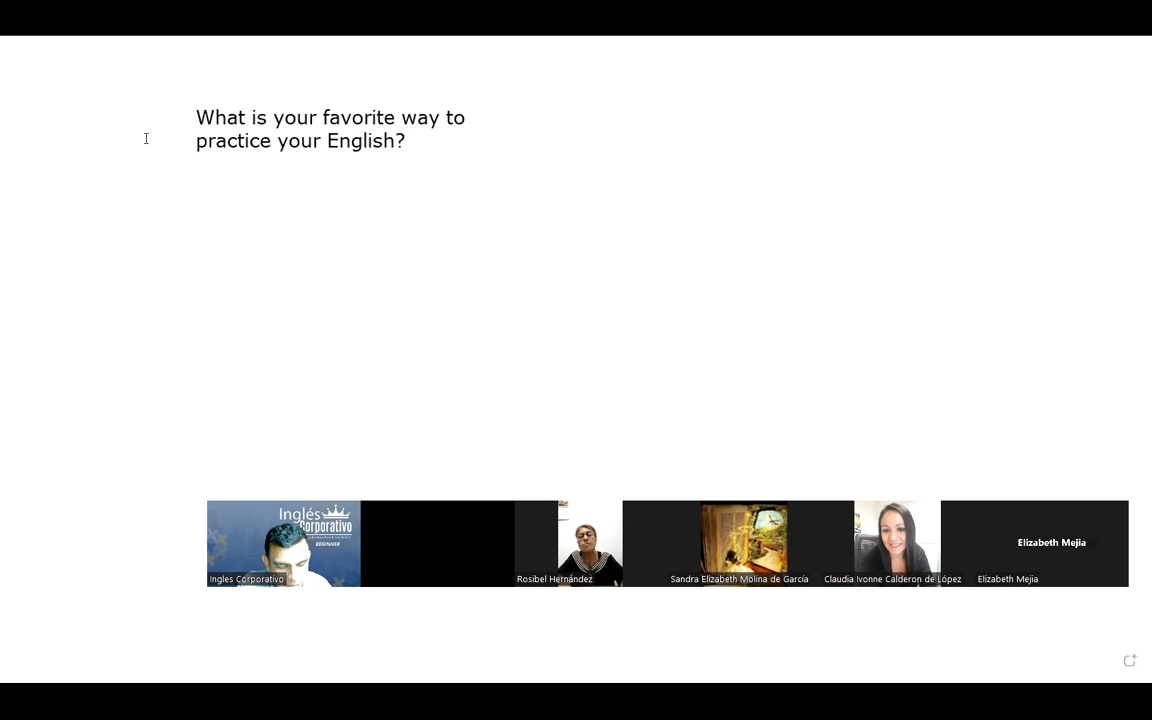 What is your favorite way to
practice your English?
Inglés
Corporativo
BEGINNER
Ingles Corporativo
Rosibel Hernández
Sandra Elizabeth Molina de García
Claudia Ivonne Calderon de López
Elizabeth Mejia
Elizabeth Mejia